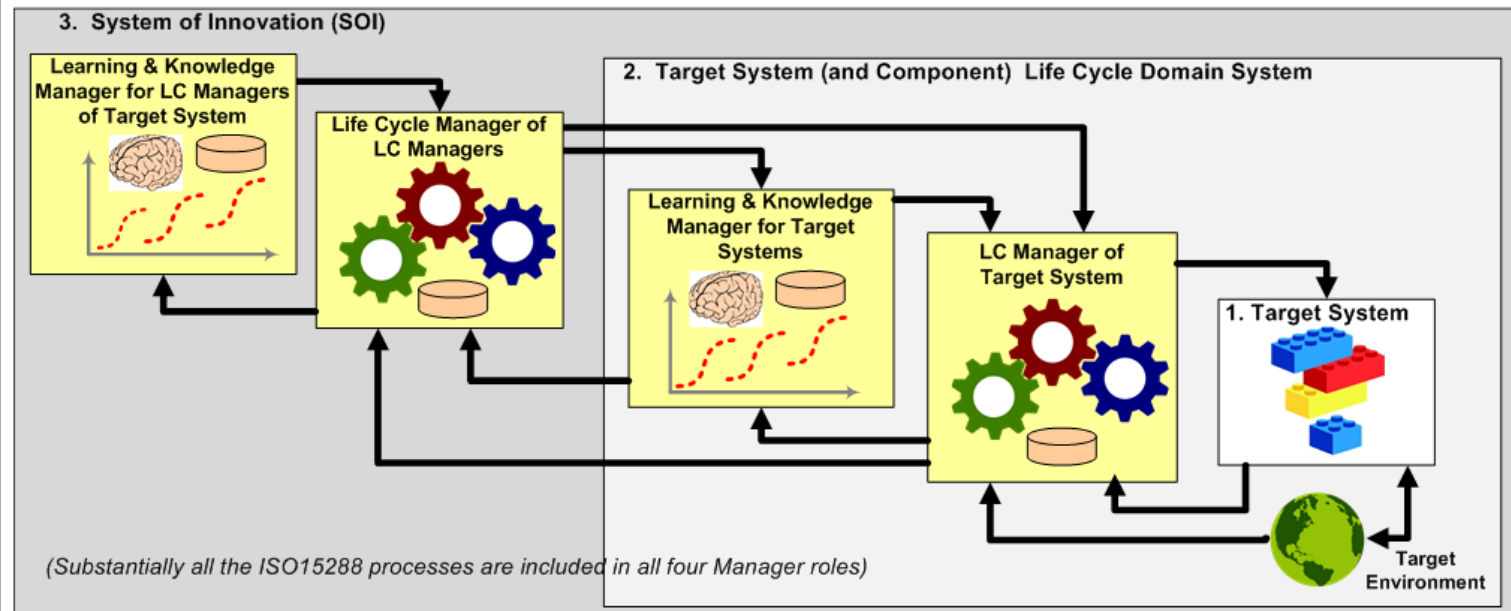 3.  System of Innovation (SOI)
Learning & Knowledge
Manager for LC Managers
of Target System
2.  Target System (and Component)  Life Cycle Domain System
Life Cycle Manager of
LC Managers
Learning & Knowledge
Manager for Target
Systems
LC Manager of
Target System
1. Target System
(Substantially all the ISO15288 processes are included in all four Manager roles)
Target
Environment